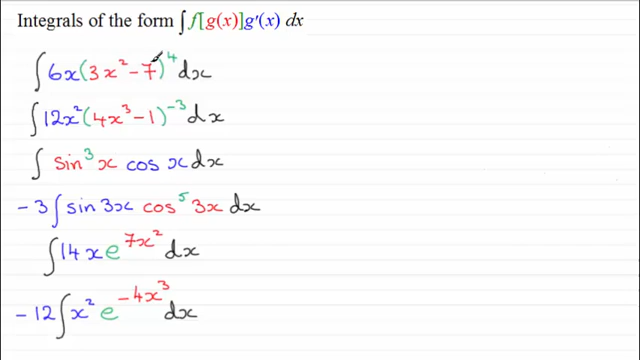 Integrals of the form ∫ f[g(x)]g'(x) dx
∫ 6x(3x² - 7)⁴ dx
∫ 12x²(4x³ - 1)⁻³ dx
∫ sin³ x cos x dx
- 3 ∫ sin 3x cos⁵ 3x dx
∫ 14x e^{7x²} dx
- 12 ∫ x² e^{-4x³} dx